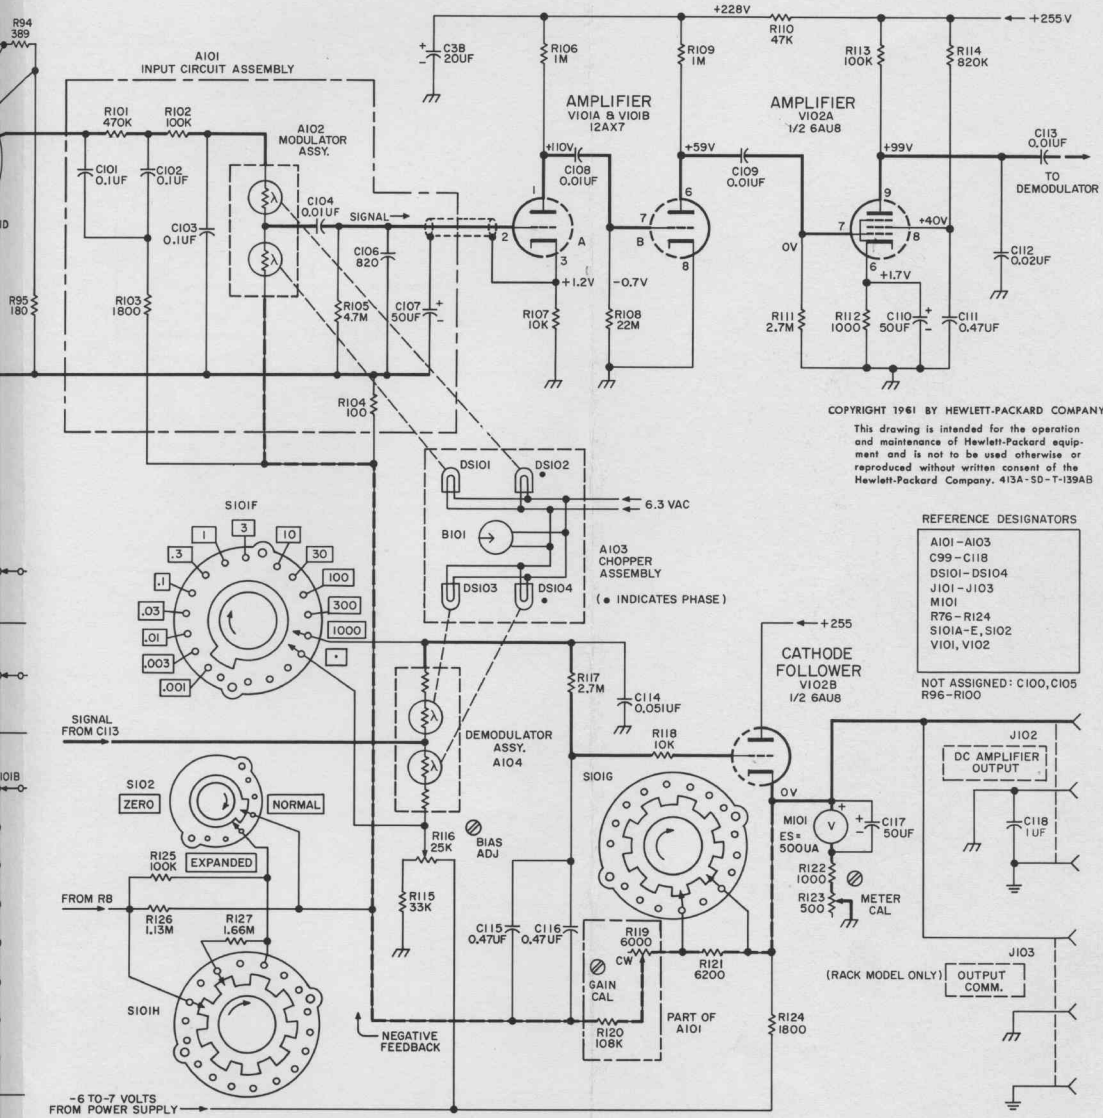 R94
389
A101
INPUT CIRCUIT ASSEMBLY
R101
470K
R102
100K
C101
0.1UF
C102
0.1UF
C103
0.1UF
A102
MODULATOR
ASSY.
λ
λ
C104
0.01UF
SIGNAL
C106
820
R105
4.7M
C107
50UF
+
-
R95
180
R103
1800
R104
100
+
-
C3B
20UF
R106
1M
+228V
R109
1M
R110
47K
+255V
R113
100K
R114
820K
AMPLIFIER
V101A & V101B
12AX7
AMPLIFIER
V102A
1/2 6AU8
+110V
C108
0.01UF
+59V
C109
0.01UF
+99V
C113
0.01UF
TO
DEMODULATOR
1
2
3
A
+1.2V
R107
10K
6
7
B
8
-0.7V
R108
22M
9
7
8
6
0V
+40V
+1.7V
R111
2.7M
R112
1000
C110
50UF
+
-
C111
0.47UF
C112
0.02UF
COPYRIGHT 1961 BY HEWLETT-PACKARD COMPANY
This drawing is intended for the operation
and maintenance of Hewlett-Packard equip-
ment and is not to be used otherwise or
reproduced without written consent of the
Hewlett-Packard Company. 413A-SD-T-139AB
DS101
DS102
6.3 VAC
B101
A103
CHOPPER
ASSEMBLY
DS103
DS104
(• INDICATES PHASE)
REFERENCE DESIGNATORS
A101-A103
C99-C118
DS101-DS104
J101-J103
M101
R76-R124
S101A-E, S102
V101, V102
NOT ASSIGNED: C100, C105
R96-R100
S101F
.001
.003
.01
.03
.1
.3
1
3
10
30
100
300
1000
SIGNAL
FROM C113
DEMODULATOR
ASSY.
A104
λ
λ
R117
2.7M
C114
0.051UF
R118
10K
+255
CATHODE
FOLLOWER
V102B
1/2 6AU8
0V
S101G
M101
ES=
500UA
V
+
+
-
C117
50UF
J102
DC AMPLIFIER
OUTPUT
C118
1UF
R122
1000
R123
500
METER
CAL
101B
S102
ZERO
NORMAL
EXPANDED
R125
100K
FROM R8
R126
1.13M
R127
1.66M
S101H
R116
25K
BIAS
ADJ
R115
33K
C115
0.47UF
C116
0.47UF
R119
6000
CW
GAIN
CAL
R121
6200
R120
108K
PART OF
A101
R124
1800
(RACK MODEL ONLY)
J103
OUTPUT
COMM.
NEGATIVE
FEEDBACK
-6 TO-7 VOLTS
FROM POWER SUPPLY